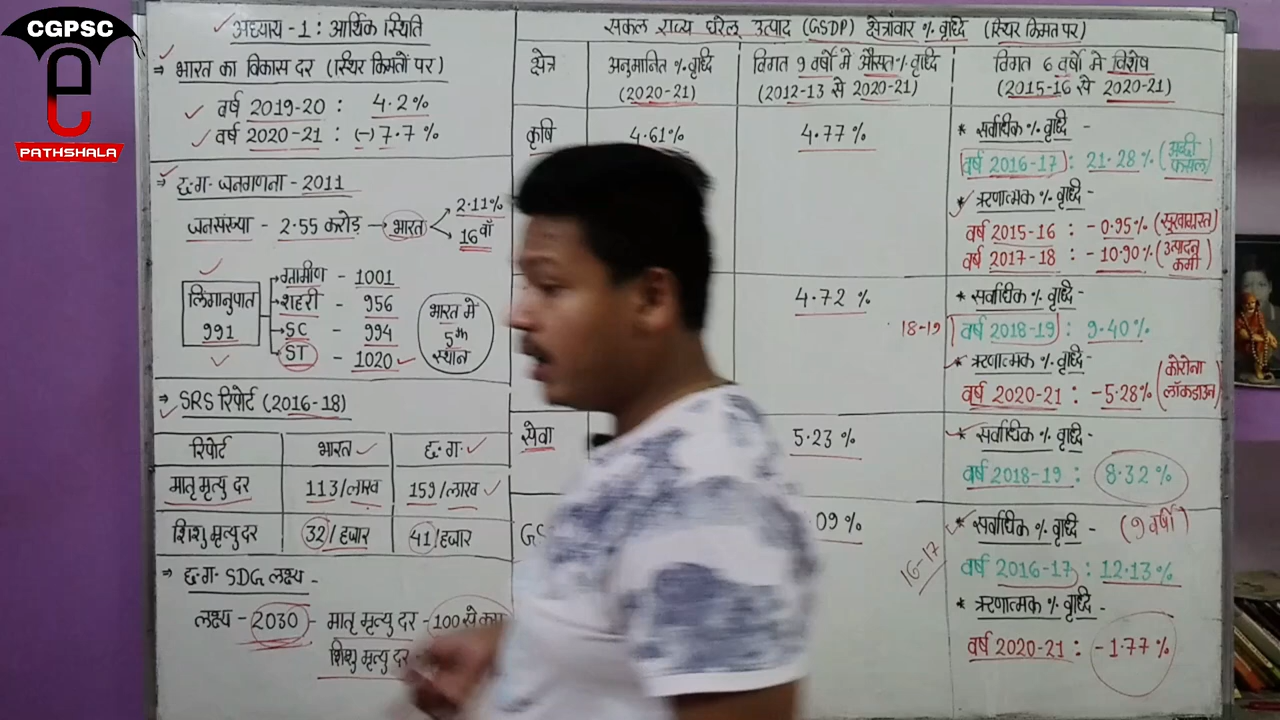 CGPSC
PATHSHALA
अध्याय - 1 : आर्थिक स्थिति
⇒ भारत का विकास दर (स्थिर किमतों पर)
वर्ष 2019-20 : 4.2%
वर्ष 2020-21 : (-) 7.7 %
⇒ छ.ग. जनगणना - 2011
जनसंख्या - 2.55 करोड़ → भारत
2.11%
16 वाँ
लिंगानुपात
991
ग्रामीण - 1001
शहरी - 956
SC - 994
ST - 1020
भारत में
5th
स्थान
⇒ SRS रिपोर्ट (2016-18)
रिपोर्ट भारत छ.ग.
मातृ मृत्यु दर 113/लाख 159/लाख
शिशु मृत्यु दर 32/हजार 41/हजार
⇒ छ.ग. SDG लक्ष्य -
लक्ष्य - 2030 - मातृ मृत्यु दर - 100 से कम
शिशु मृत्यु दर -
सकल राज्य घरेलू उत्पाद (GSDP) क्षेत्रांवार % वृध्दि (स्थिर किमत पर)
क्षेत्र
अनुमानित % वृध्दि
(2020-21)
विगत 9 वर्षों में औसत % वृध्दि
(2012-13 से 2020-21)
विगत 6 वर्षों में विशेष
(2015-16 से 2020-21)
कृषि 4.61% 4.77 %
* सर्वाधिक % वृध्दि -
वर्ष 2016-17 : 21.28 % (अच्छी फसल)
* ऋणात्मक % वृध्दि -
वर्ष 2015-16 : - 0.95% (सूखाग्रस्त)
वर्ष 2017-18 : - 10.90% (उत्पादन कमी)
4.72 %
* सर्वाधिक % वृध्दि -
18-19 वर्ष 2018-19 : 9.40%
* ऋणात्मक % वृध्दि -
वर्ष 2020-21 : -5.28% (कोरोना लॉकडाउन)
सेवा 5.23 %
* सर्वाधिक % वृध्दि -
वर्ष 2018-19 : 8.32 %
GS .09 %
* सर्वाधिक % वृध्दि - (9 वर्षों)
16-17 वर्ष 2016-17 : 12.13%
* ऋणात्मक % वृध्दि -
वर्ष 2020-21 : - 1.77 %